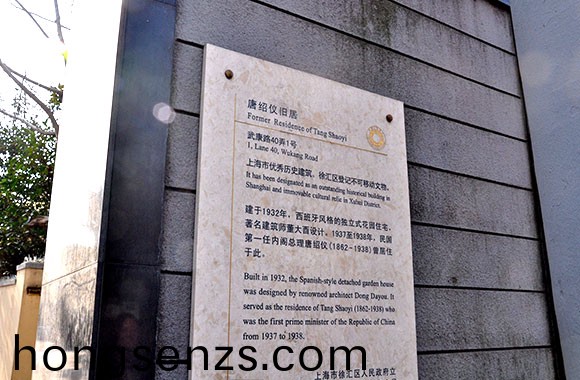 唐绍仪旧居
Former Residence of Tang Shaoyi
武康路40弄1号
1, Lane 40, Wukang Road
上海市优秀历史建筑，徐汇区登记不可移动文物。
It has been designated as an outstanding historical building in
Shanghai and immovable cultural relic in Xuhui District.
建于1932年，西班牙风格的独立式花园住宅，
著名建筑师董大酉设计。1937至1938年，民国
第一任内阁总理唐绍仪(1862-1938)曾居住
于此。
Built in 1932, the Spanish-style detached garden house
was designed by renowned architect Dong Dayou. It
served as the residence of Tang Shaoyi (1862-1938) who
was the first prime minister of the Republic of China
from 1937 to 1938.
上海市徐汇区人民政府立
hongsenzs.com